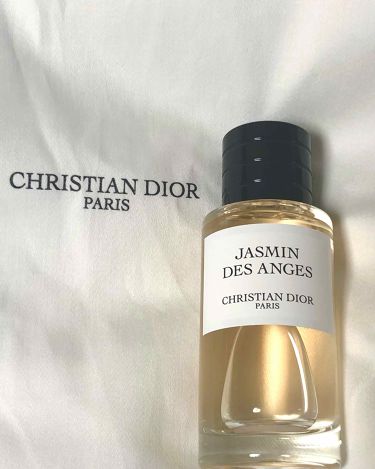 CHRISTIAN DIOR
PARIS
JASMIN
DES ANGES
CHRISTIAN DIOR
PARIS